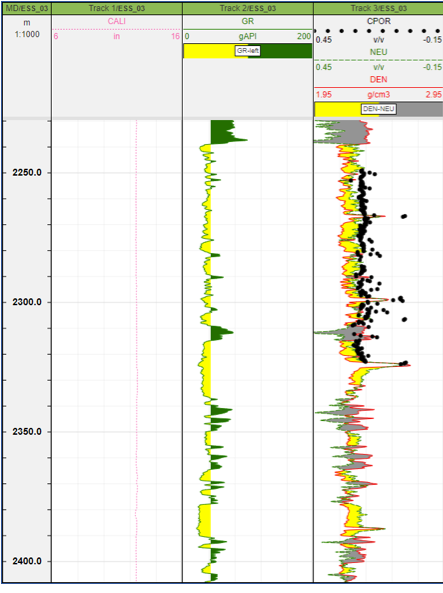 MD/ESS_03 Track 1/ESS_03 Track 2/ESS_03 Track 3/ESS_03
m CALI GR CPOR
1:1000 6 in 16 0 gAPI 200 0.45 v/v -0.15
GR-left NEU
0.45 v/v -0.15
DEN
1.95 g/cm3 2.95
DEN-NEU
2250.0
2300.0
2350.0
2400.0